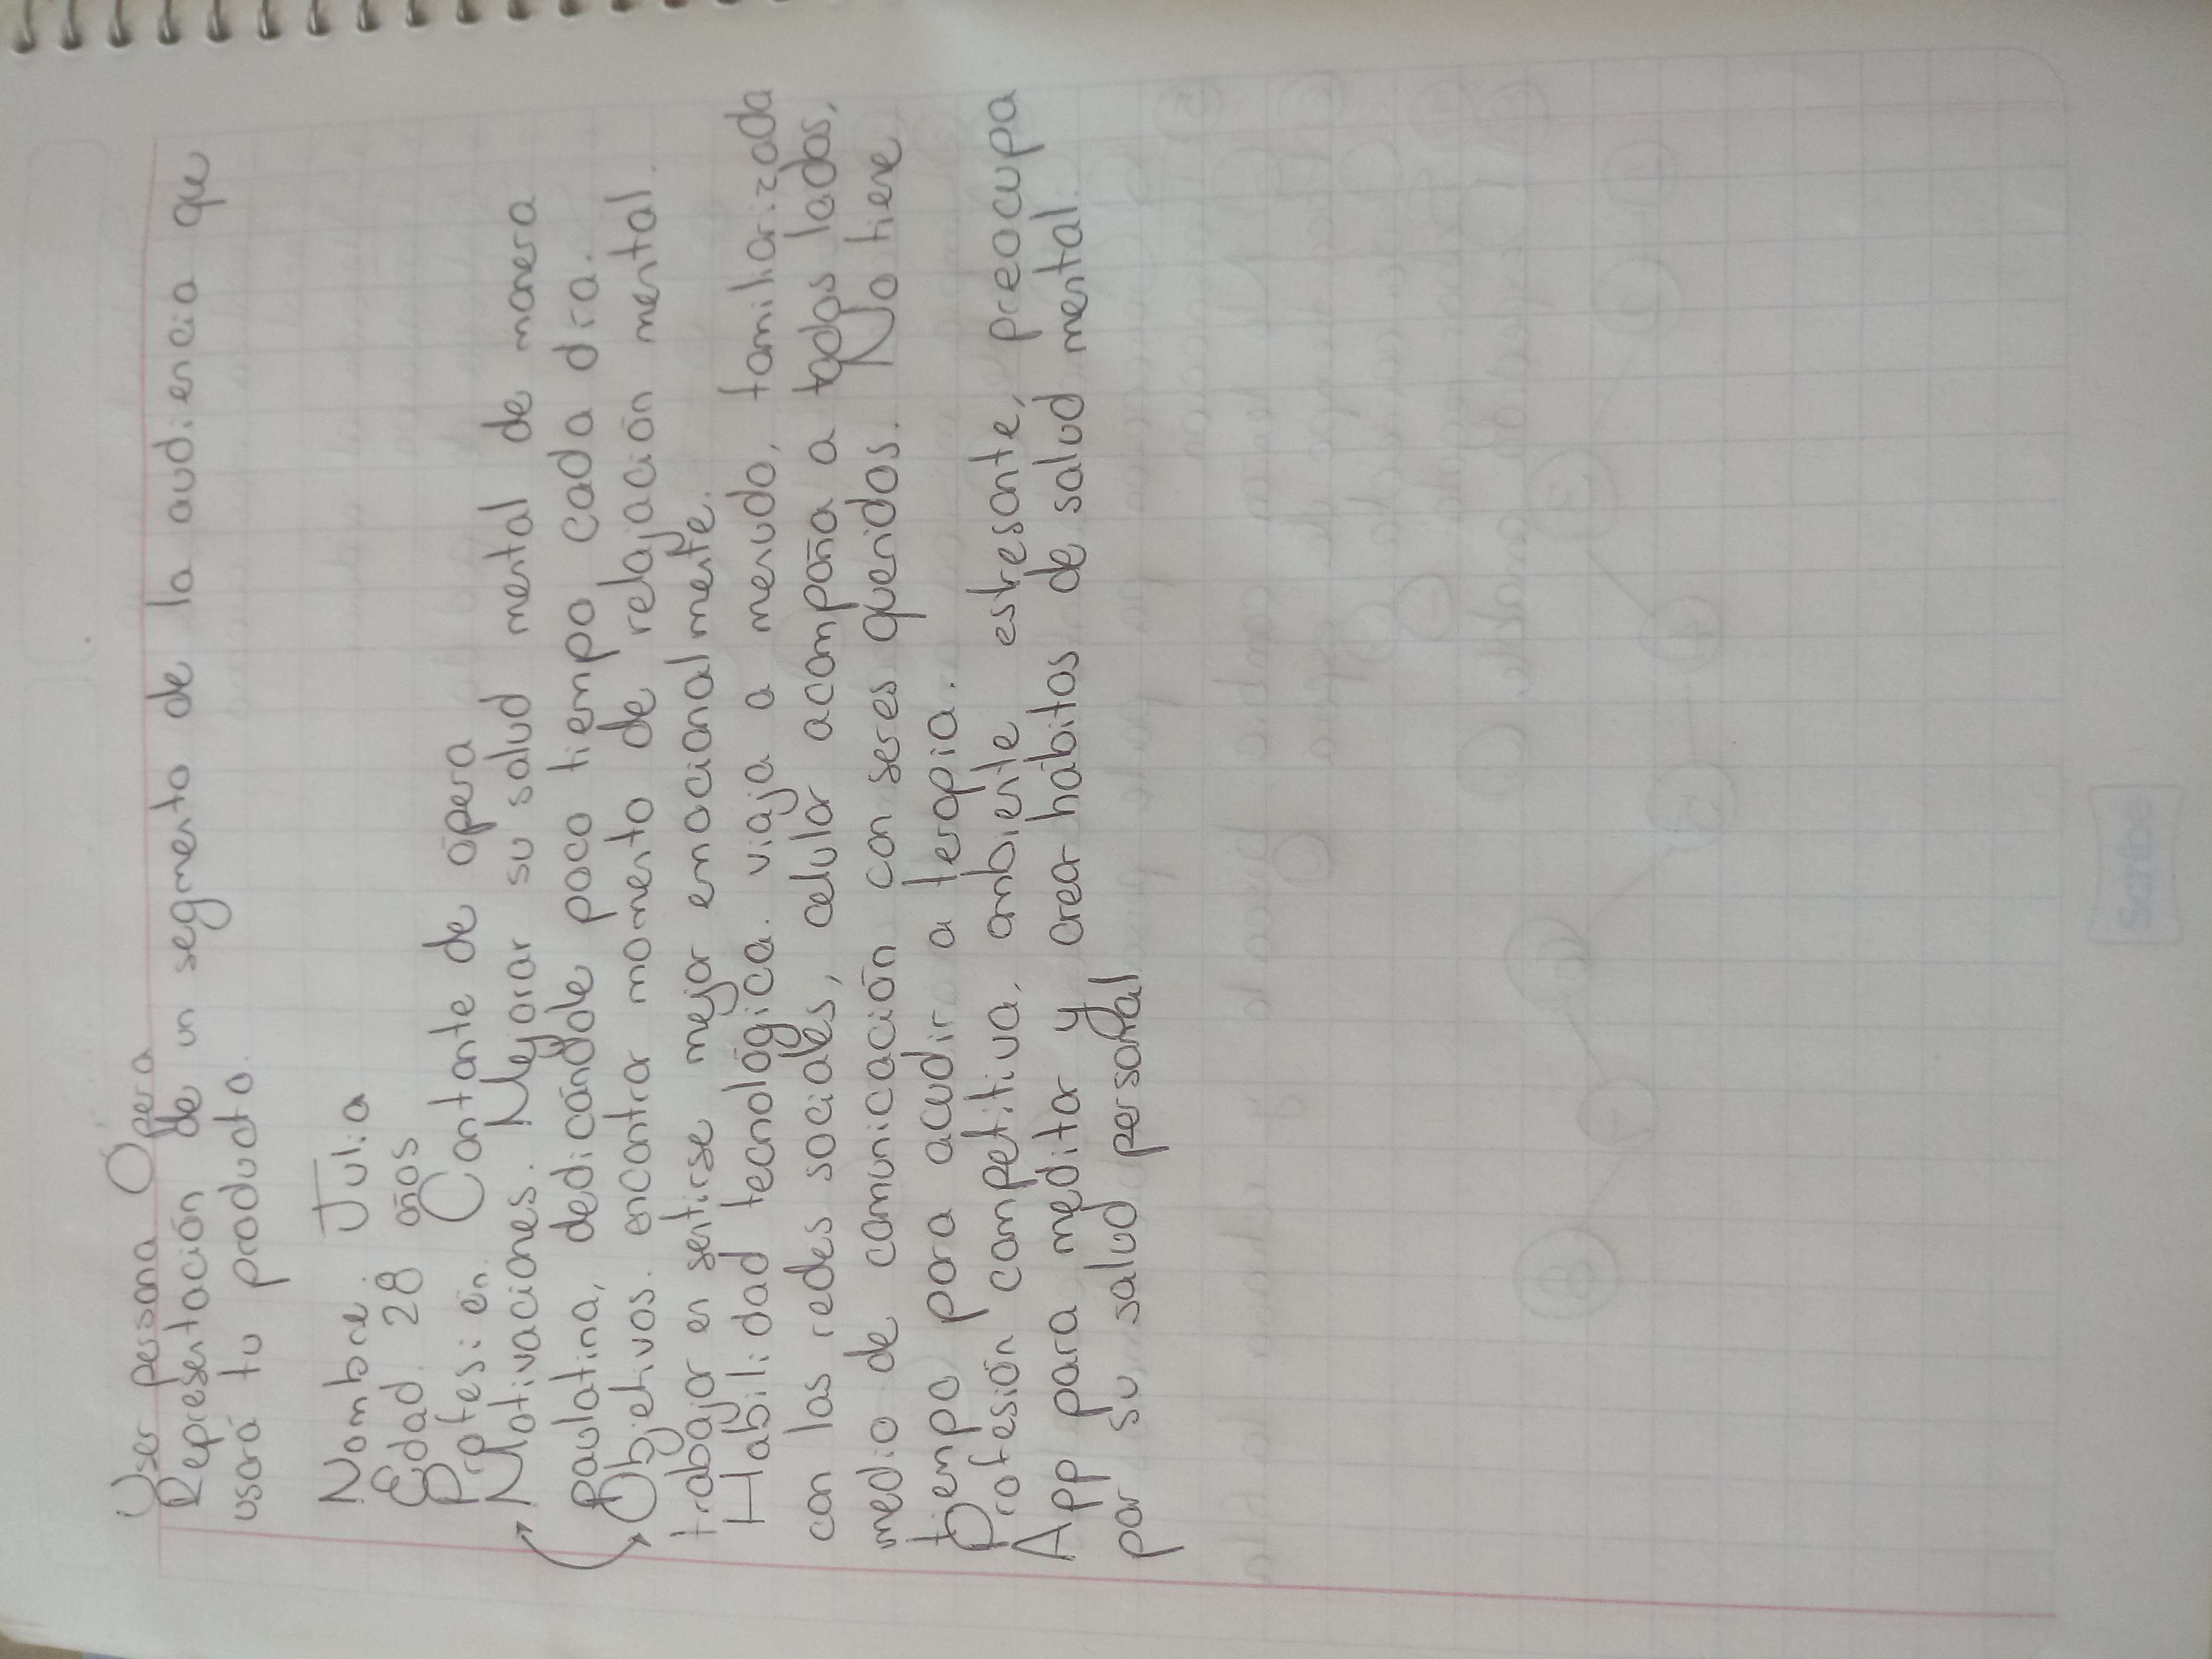 User persona Ópera
Representación de un segmento de la audiencia que
usará tu producto.
Nombre. Julia
Edad. 28 años
Profesión. Cantante de ópera
Motivaciones. Mejorar su salud mental de manera
paulatina, dedicándole poco tiempo cada día.
Objetivos. encontrar momento de relajación mental.
trabajar en sentirse mejor emocionalmente.
Habilidad tecnológica. viaja a menudo, familiarizada
con las redes sociales, celular acompaña a todos lados,
medio de comunicación con seres queridos. No tiene
tiempo para acudir a terapia.
Profesión competitiva, ambiente estresante, preocupa
App para meditar y crear hábitos de salud mental.
por su salud personal
Scribe